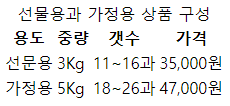 선물용과 가정용 상품 구성
용도 중량 갯수 가격
선문용 3Kg 11~16과 35,000원
가정용 5Kg 18~26과 47,000원